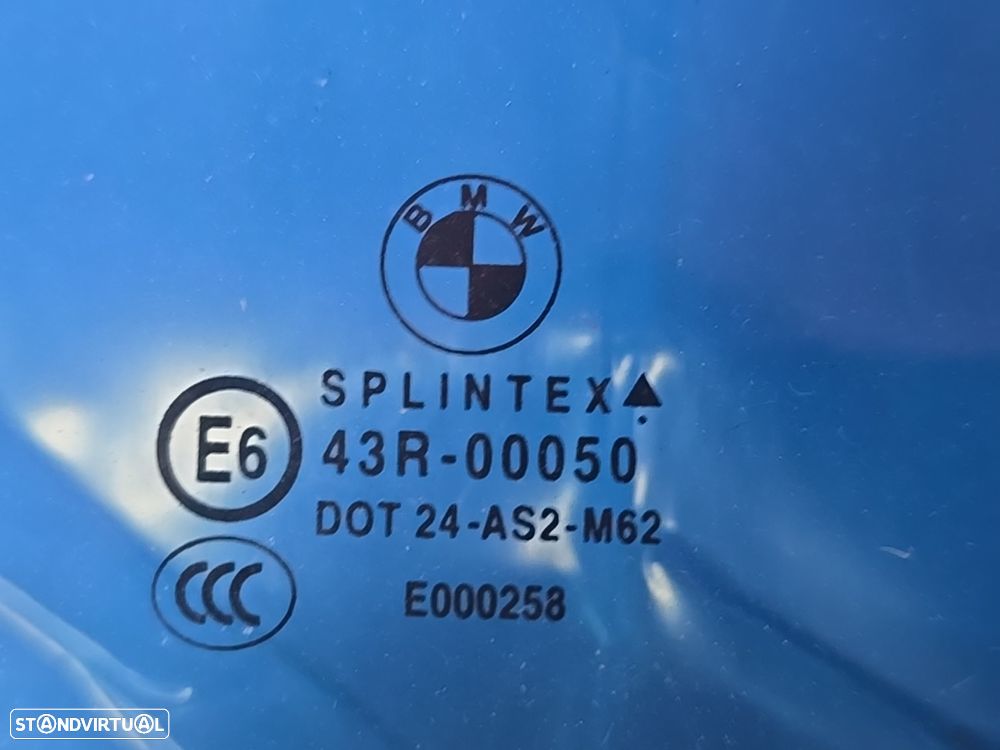 BMW
SPLINTEX
E6
43R-00050
DOT 24-AS2-M62
CCC
E000258
STANDVIRTUAL